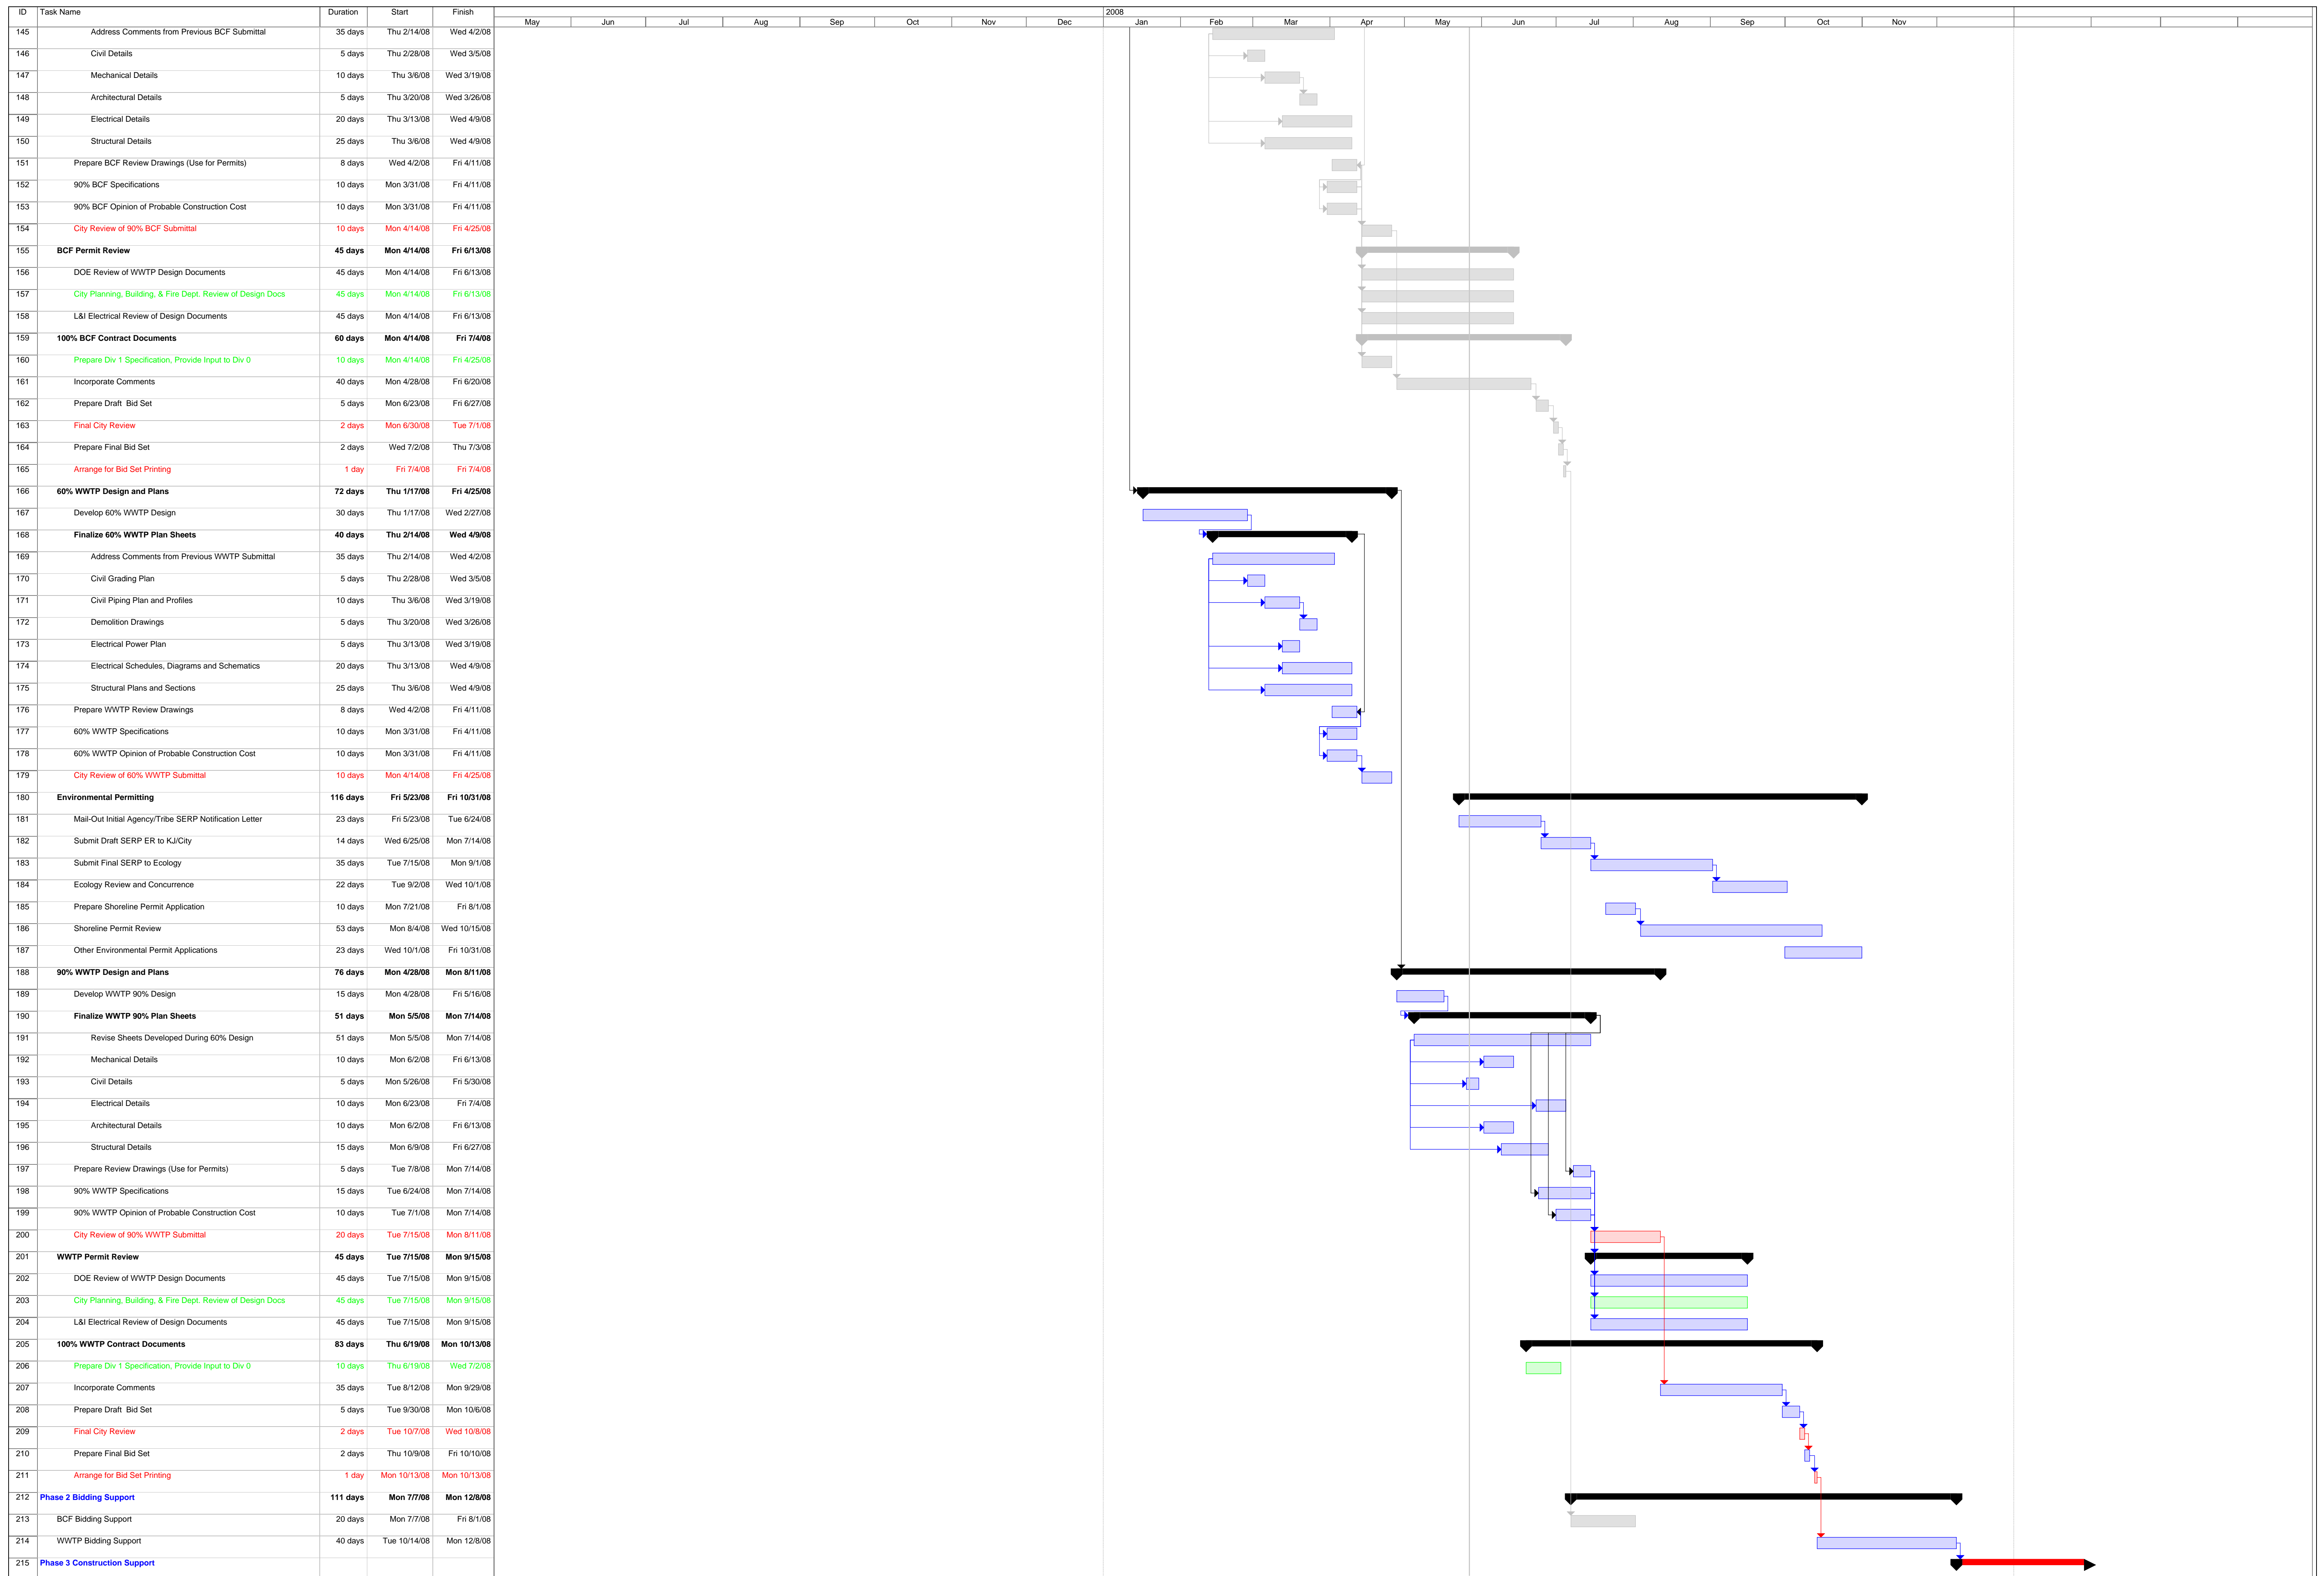 ID Task Name Duration Start Finish 2008
May Jun Jul Aug Sep Oct Nov Dec Jan Feb Mar Apr May Jun Jul Aug Sep Oct Nov
145 Address Comments from Previous BCF Submittal 35 days Thu 2/14/08 Wed 4/2/08
146 Civil Details 5 days Thu 2/28/08 Wed 3/5/08
147 Mechanical Details 10 days Thu 3/6/08 Wed 3/19/08
148 Architectural Details 5 days Thu 3/20/08 Wed 3/26/08
149 Electrical Details 20 days Thu 3/13/08 Wed 4/9/08
150 Structural Details 25 days Thu 3/6/08 Wed 4/9/08
151 Prepare BCF Review Drawings (Use for Permits) 8 days Wed 4/2/08 Fri 4/11/08
152 90% BCF Specifications 10 days Mon 3/31/08 Fri 4/11/08
153 90% BCF Opinion of Probable Construction Cost 10 days Mon 3/31/08 Fri 4/11/08
154 City Review of 90% BCF Submittal 10 days Mon 4/14/08 Fri 4/25/08
155 BCF Permit Review 45 days Mon 4/14/08 Fri 6/13/08
156 DOE Review of WWTP Design Documents 45 days Mon 4/14/08 Fri 6/13/08
157 City Planning, Building, & Fire Dept. Review of Design Docs 45 days Mon 4/14/08 Fri 6/13/08
158 L&I Electrical Review of Design Documents 45 days Mon 4/14/08 Fri 6/13/08
159 100% BCF Contract Documents 60 days Mon 4/14/08 Fri 7/4/08
160 Prepare Div 1 Specification, Provide Input to Div 0 10 days Mon 4/14/08 Fri 4/25/08
161 Incorporate Comments 40 days Mon 4/28/08 Fri 6/20/08
162 Prepare Draft Bid Set 5 days Mon 6/23/08 Fri 6/27/08
163 Final City Review 2 days Mon 6/30/08 Tue 7/1/08
164 Prepare Final Bid Set 2 days Wed 7/2/08 Thu 7/3/08
165 Arrange for Bid Set Printing 1 day Fri 7/4/08 Fri 7/4/08
166 60% WWTP Design and Plans 72 days Thu 1/17/08 Fri 4/25/08
167 Develop 60% WWTP Design 30 days Thu 1/17/08 Wed 2/27/08
168 Finalize 60% WWTP Plan Sheets 40 days Thu 2/14/08 Wed 4/9/08
169 Address Comments from Previous WWTP Submittal 35 days Thu 2/14/08 Wed 4/2/08
170 Civil Grading Plan 5 days Thu 2/28/08 Wed 3/5/08
171 Civil Piping Plan and Profiles 10 days Thu 3/6/08 Wed 3/19/08
172 Demolition Drawings 5 days Thu 3/20/08 Wed 3/26/08
173 Electrical Power Plan 5 days Thu 3/13/08 Wed 3/19/08
174 Electrical Schedules, Diagrams and Schematics 20 days Thu 3/13/08 Wed 4/9/08
175 Structural Plans and Sections 25 days Thu 3/6/08 Wed 4/9/08
176 Prepare WWTP Review Drawings 8 days Wed 4/2/08 Fri 4/11/08
177 60% WWTP Specifications 10 days Mon 3/31/08 Fri 4/11/08
178 60% WWTP Opinion of Probable Construction Cost 10 days Mon 3/31/08 Fri 4/11/08
179 City Review of 60% WWTP Submittal 10 days Mon 4/14/08 Fri 4/25/08
180 Environmental Permitting 116 days Fri 5/23/08 Fri 10/31/08
181 Mail-Out Initial Agency/Tribe SERP Notification Letter 23 days Fri 5/23/08 Tue 6/24/08
182 Submit Draft SERP ER to KJ/City 14 days Wed 6/25/08 Mon 7/14/08
183 Submit Final SERP to Ecology 35 days Tue 7/15/08 Mon 9/1/08
184 Ecology Review and Concurrence 22 days Tue 9/2/08 Wed 10/1/08
185 Prepare Shoreline Permit Application 10 days Mon 7/21/08 Fri 8/1/08
186 Shoreline Permit Review 53 days Mon 8/4/08 Wed 10/15/08
187 Other Environmental Permit Applications 23 days Wed 10/1/08 Fri 10/31/08
188 90% WWTP Design and Plans 76 days Mon 4/28/08 Mon 8/11/08
189 Develop WWTP 90% Design 15 days Mon 4/28/08 Fri 5/16/08
190 Finalize WWTP 90% Plan Sheets 51 days Mon 5/5/08 Mon 7/14/08
191 Revise Sheets Developed During 60% Design 51 days Mon 5/5/08 Mon 7/14/08
192 Mechanical Details 10 days Mon 6/2/08 Fri 6/13/08
193 Civil Details 5 days Mon 5/26/08 Fri 5/30/08
194 Electrical Details 10 days Mon 6/23/08 Fri 7/4/08
195 Architectural Details 10 days Mon 6/2/08 Fri 6/13/08
196 Structural Details 15 days Mon 6/9/08 Fri 6/27/08
197 Prepare Review Drawings (Use for Permits) 5 days Tue 7/8/08 Mon 7/14/08
198 90% WWTP Specifications 15 days Tue 6/24/08 Mon 7/14/08
199 90% WWTP Opinion of Probable Construction Cost 10 days Tue 7/1/08 Mon 7/14/08
200 City Review of 90% WWTP Submittal 20 days Tue 7/15/08 Mon 8/11/08
201 WWTP Permit Review 45 days Tue 7/15/08 Mon 9/15/08
202 DOE Review of WWTP Design Documents 45 days Tue 7/15/08 Mon 9/15/08
203 City Planning, Building, & Fire Dept. Review of Design Docs. 45 days Tue 7/15/08 Mon 9/15/08
204 L&I Electrical Review of Design Documents 45 days Tue 7/15/08 Mon 9/15/08
205 100% WWTP Contract Documents 83 days Thu 6/19/08 Mon 10/13/08
206 Prepare Div 1 Specification, Provide Input to Div 0 10 days Thu 6/19/08 Wed 7/2/08
207 Incorporate Comments 35 days Tue 8/12/08 Mon 9/29/08
208 Prepare Draft Bid Set 5 days Tue 9/30/08 Mon 10/6/08
209 Final City Review 2 days Tue 10/7/08 Wed 10/8/08
210 Prepare Final Bid Set 2 days Thu 10/9/08 Fri 10/10/08
211 Arrange for Bid Set Printing 1 day Mon 10/13/08 Mon 10/13/08
212 Phase 2 Bidding Support 111 days Mon 7/7/08 Mon 12/8/08
213 BCF Bidding Support 20 days Mon 7/7/08 Fri 8/1/08
214 WWTP Bidding Support 40 days Tue 10/14/08 Mon 12/8/08
215 Phase 3 Construction Support